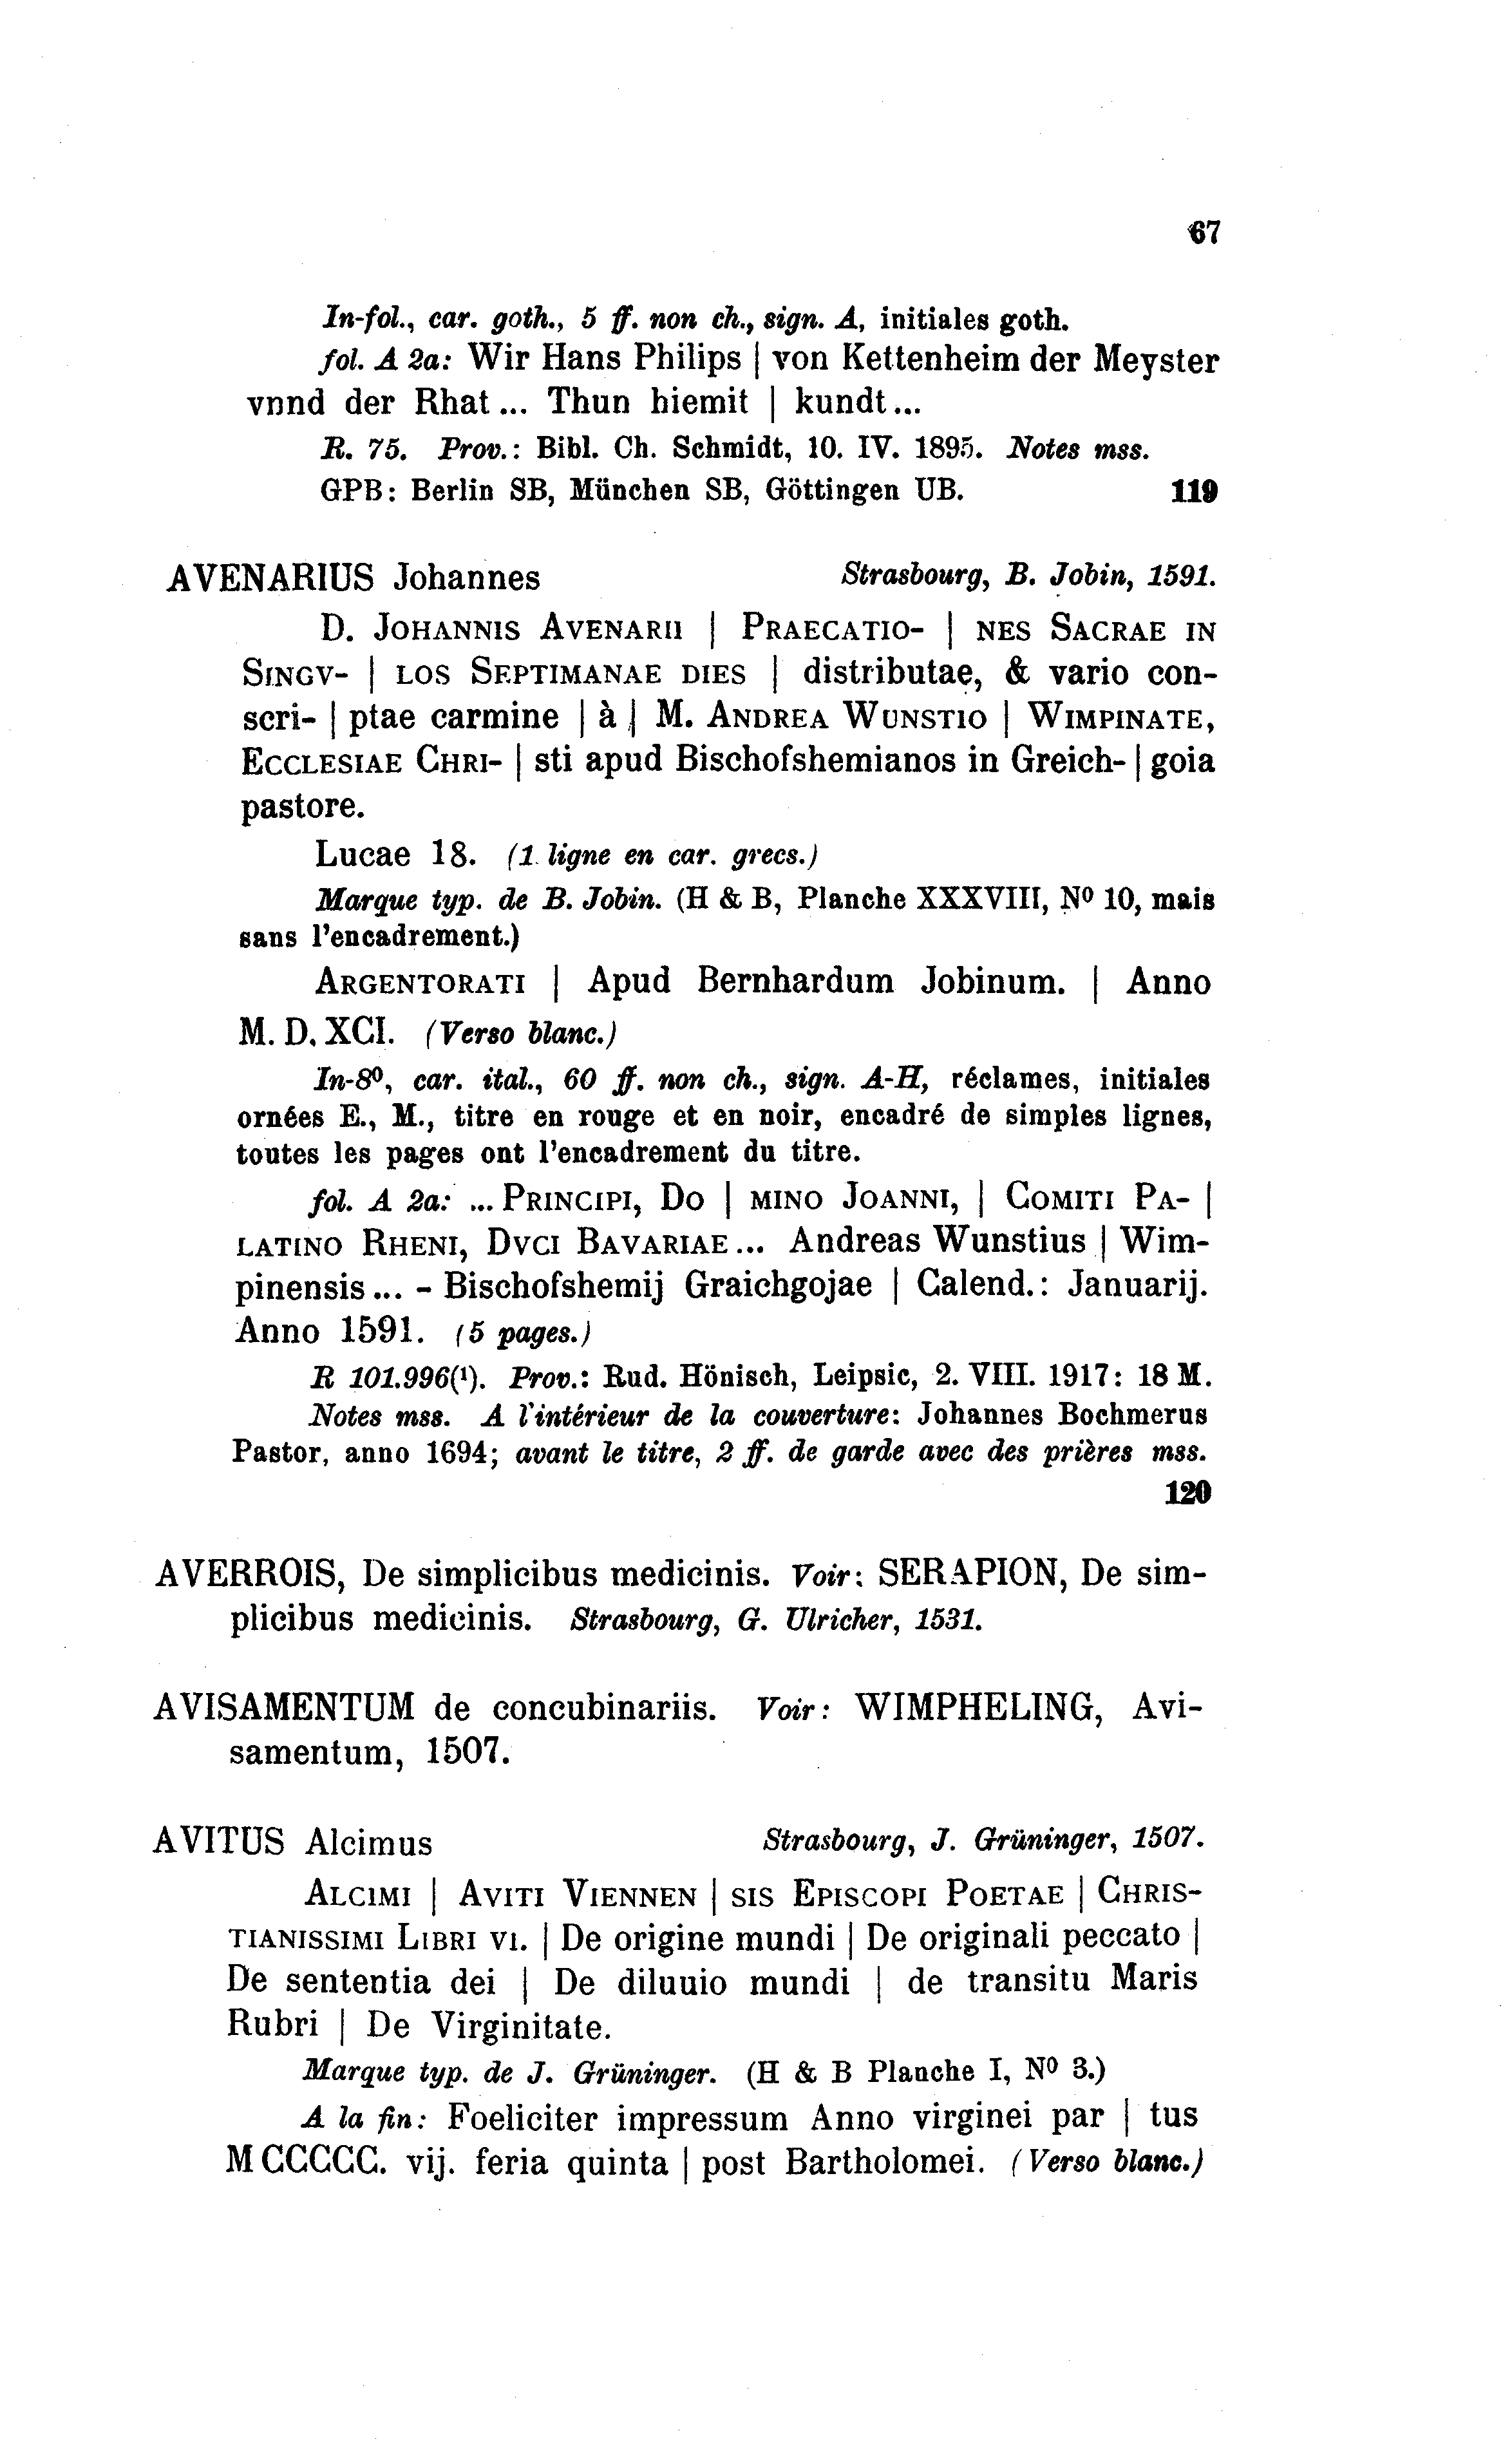 67
In-fol., car. goth., 5 ff. non ch., sign. A, initiales goth.
fol. A 2a: Wir Hans Philips | von Kettenheim der Meyster
vnnd der Rhat ... Thun hiemit | kundt ...
R. 75. Prov.: Bibl. Ch. Schmidt, 10. IV. 1895. Notes mss.
GPB: Berlin SB, München SB, Göttingen UB. 119
AVENARIUS Johannes Strasbourg, B. Jobin, 1591.
D. JOHANNIS AVENARII | PRAECATIO- | NES SACRAE IN
SINGV- | LOS SEPTIMANAE DIES | distributae, & vario con-
scri- | ptae carmine | à | M. ANDREA WUNSTIO | WIMPINATE,
ECCLESIAE CHRI- | sti apud Bischofshemianos in Greich- | goia
pastore.
Lucae 18. (1 ligne en car. grecs.)
Marque typ. de B. Jobin. (H & B, Planche XXXVIII, Nº 10, mais
sans l'encadrement.)
ARGENTORATI | Apud Bernhardum Jobinum. | Anno
M. D. XCI. (Verso blanc.)
In-8º, car. ital., 60 ff. non ch., sign. A-H, réclames, initiales
ornées E., M., titre en rouge et en noir, encadré de simples lignes,
toutes les pages ont l'encadrement du titre.
fol. A 2a: ... PRINCIPI, DO | MINO JOANNI, | COMITI PA- |
LATINO RHENI, DVCI BAVARIAE ... Andreas Wunstius | Wim-
pinensis ... - Bischofshemij Graichgojae | Calend.: Januarij.
Anno 1591. (5 pages.)
R 101.996(¹). Prov.: Rud. Hönisch, Leipsic, 2. VIII. 1917: 18 M.
Notes mss. A l'intérieur de la couverture: Johannes Bochmerus
Pastor, anno 1694; avant le titre, 2 ff. de garde avec des prières mss.
120
AVERROIS, De simplicibus medicinis. Voir: SERAPION, De sim-
plicibus medicinis. Strasbourg, G. Ulricher, 1531.
AVISAMENTUM de concubinariis. Voir: WIMPHELING, Avi-
samentum, 1507.
AVITUS Alcimus Strasbourg, J. Grüninger, 1507.
ALCIMI | AVITI VIENNEN | SIS EPISCOPI POETAE | CHRIS-
TIANISSIMI LIBRI VI. | De origine mundi | De originali peccato |
De sententia dei | De diluuio mundi | de transitu Maris
Rubri | De Virginitate.
Marque typ. de J. Grüninger. (H & B Planche I, Nº 3.)
A la fin: Foeliciter impressum Anno virginei par | tus
M CCCCC. vij. feria quinta | post Bartholomei. (Verso blanc.)